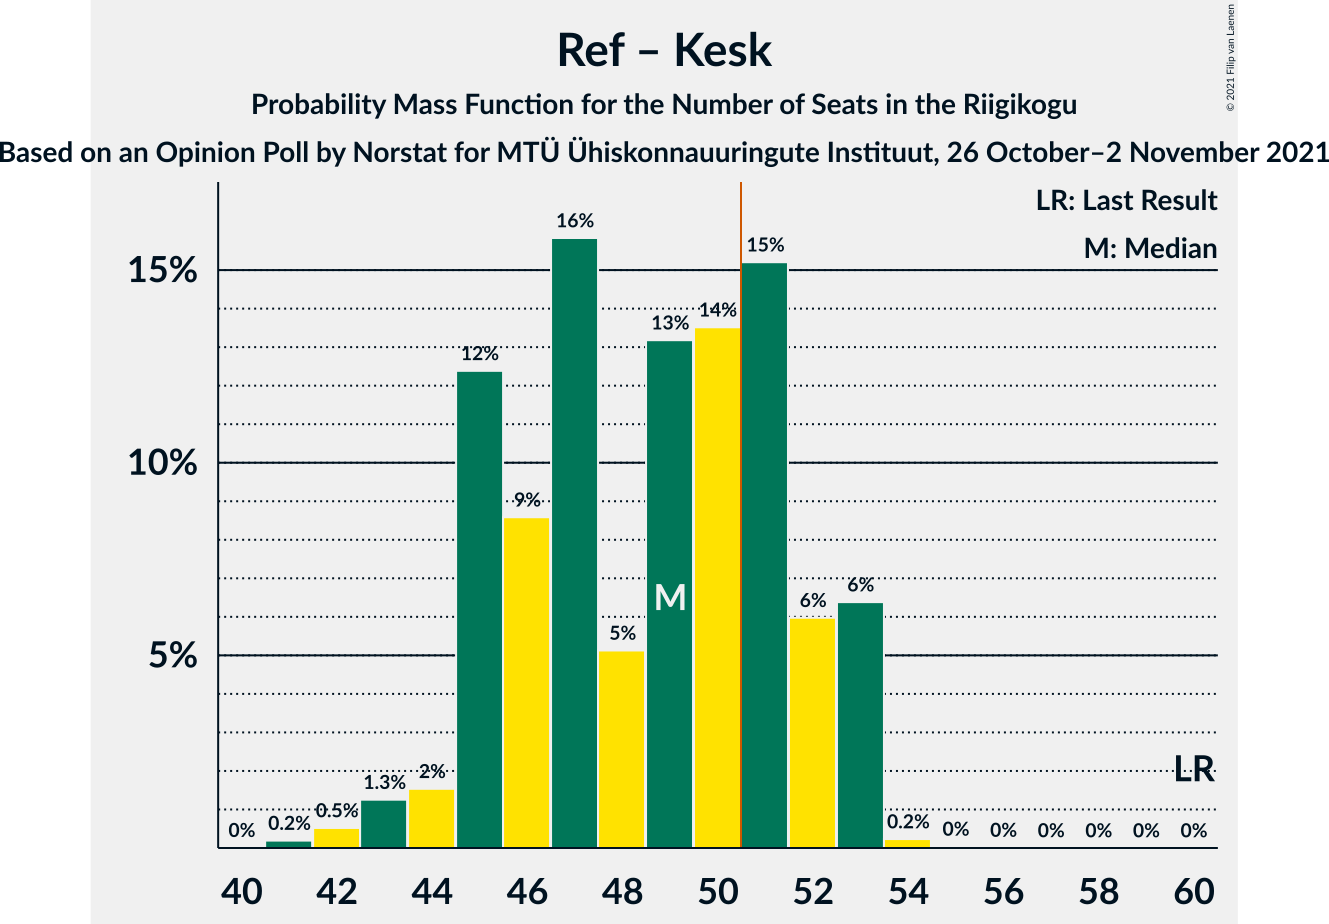 Ref – Kesk
Probability Mass Function for the Number of Seats in the Riigikogu
Based on an Opinion Poll by Norstat for MTÜ Ühiskonnauuringute Instituut, 26 October–2 November 2021
© 2021 Filip van Laenen
LR: Last Result
M: Median
15%
10%
5%
0% 0.2% 0.5% 1.3% 2% 12% 9% 16% 5% 13% 14% 15% 6% 6% 0.2% 0% 0% 0% 0% 0% 0%
M
LR
40 42 44 46 48 50 52 54 56 58 60